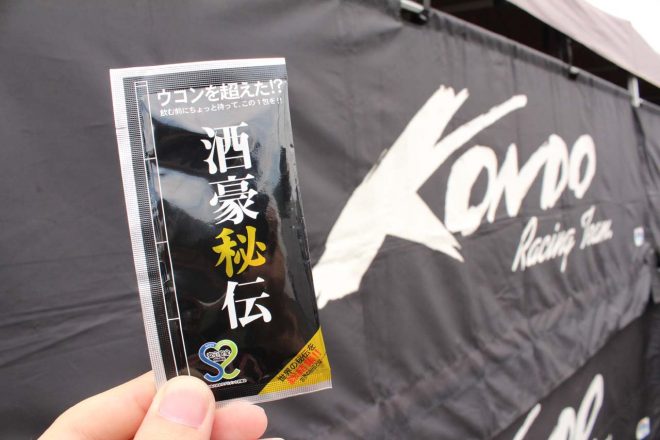 ウコンを超えた!?
飲む前にちょっと待って、この1包を!!
酒豪秘伝
KONDO
Racing Team